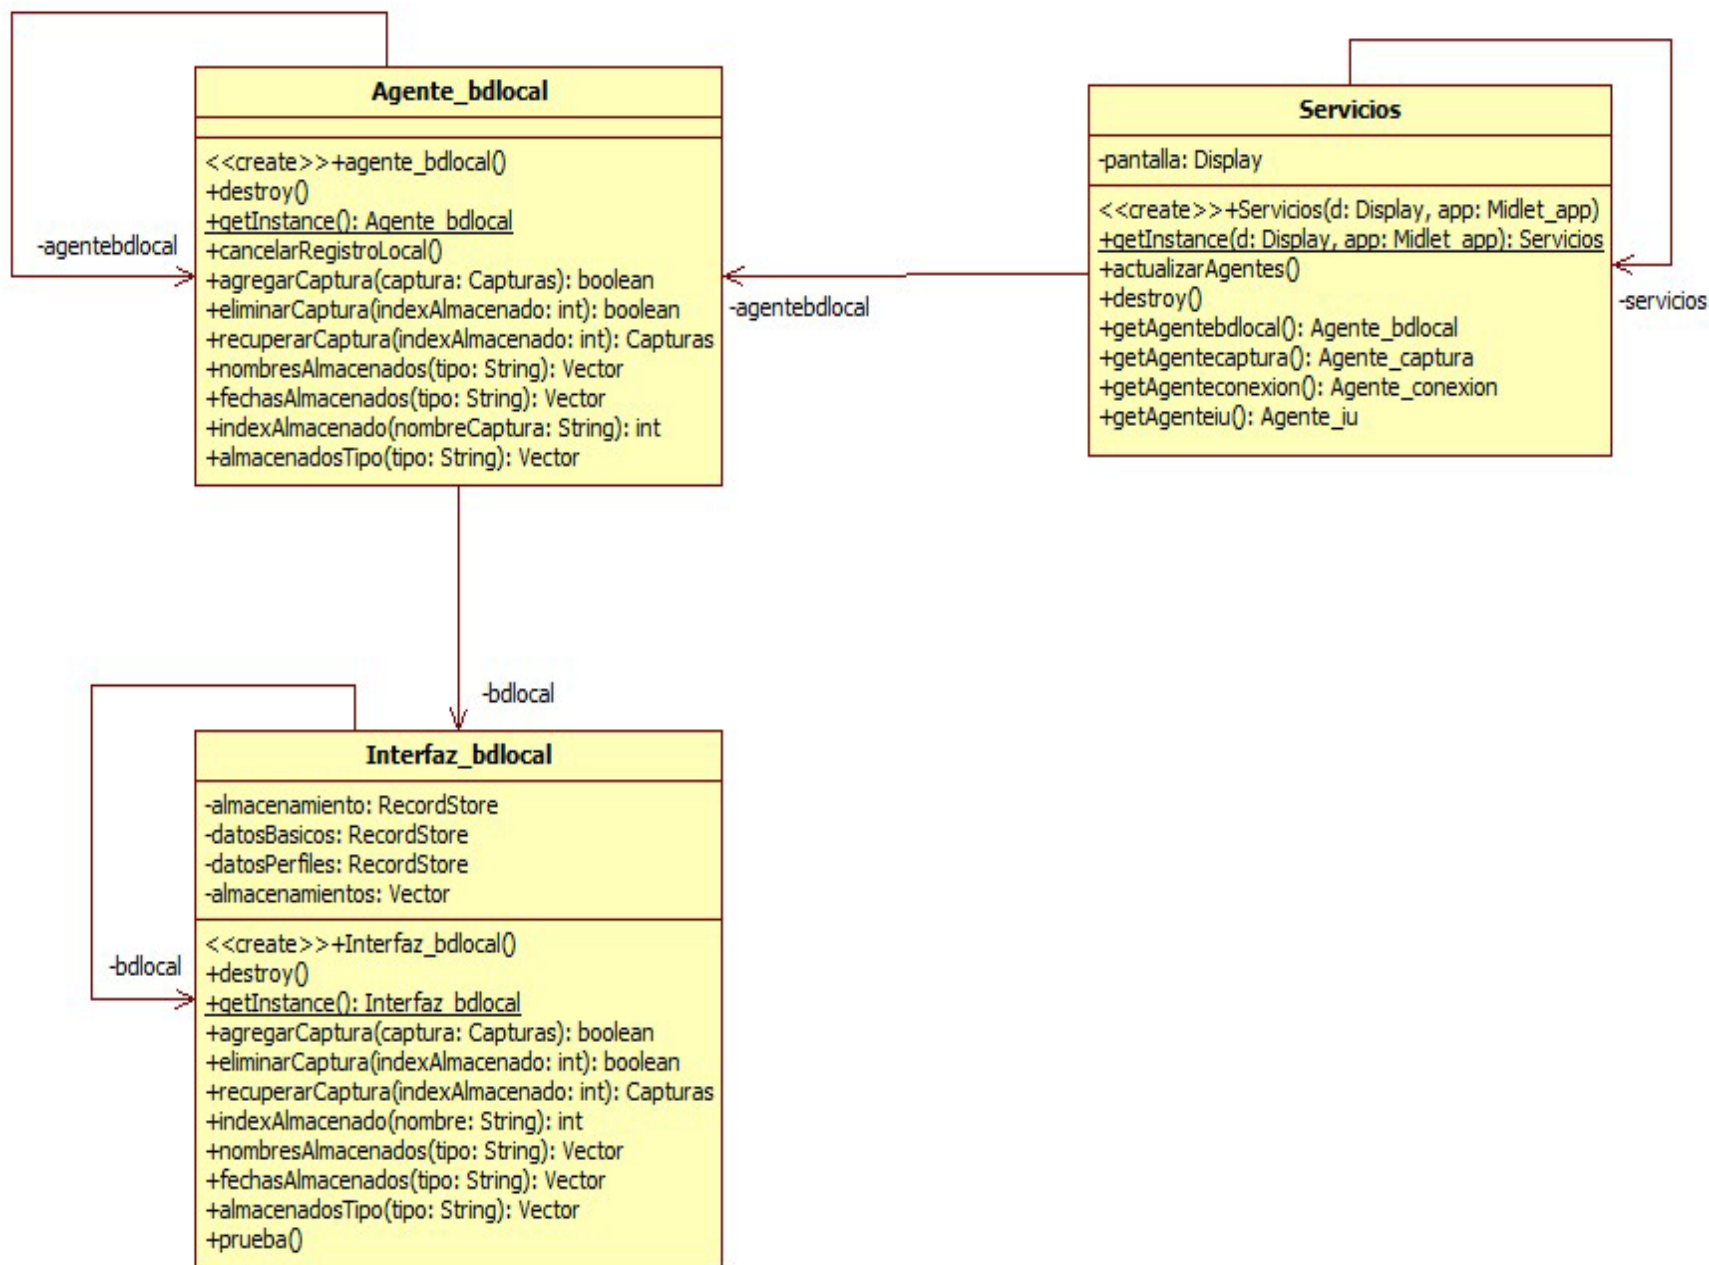 Agente_bdlocal
<<create>>+agente_bdlocal()
+destroy()
+getInstance(): Agente_bdlocal
+cancelarRegistroLocal()
+agregarCaptura(captura: Capturas): boolean
+eliminarCaptura(indexAlmacenado: int): boolean
+recuperarCaptura(indexAlmacenado: int): Capturas
+nombresAlmacenados(tipo: String): Vector
+fechasAlmacenados(tipo: String): Vector
+indexAlmacenado(nombreCaptura: String): int
+almacenadosTipo(tipo: String): Vector
-agentebdlocal
-agentebdlocal
Servicios
-pantalla: Display
<<create>>+Servicios(d: Display, app: Midlet_app)
+getInstance(d: Display, app: Midlet_app): Servicios
+actualizarAgentes()
+destroy()
+getAgentebdlocal(): Agente_bdlocal
+getAgentecaptura(): Agente_captura
+getAgenteconexion(): Agente_conexion
+getAgenteiu(): Agente_iu
-servicios
-bdlocal
Interfaz_bdlocal
-almacenamiento: RecordStore
-datosBasicos: RecordStore
-datosPerfiles: RecordStore
-almacenamientos: Vector
<<create>>+Interfaz_bdlocal()
+destroy()
+getInstance(): Interfaz_bdlocal
+agregarCaptura(captura: Capturas): boolean
+eliminarCaptura(indexAlmacenado: int): boolean
+recuperarCaptura(indexAlmacenado: int): Capturas
+indexAlmacenado(nombre: String): int
+nombresAlmacenados(tipo: String): Vector
+fechasAlmacenados(tipo: String): Vector
+almacenadosTipo(tipo: String): Vector
+prueba()
-bdlocal